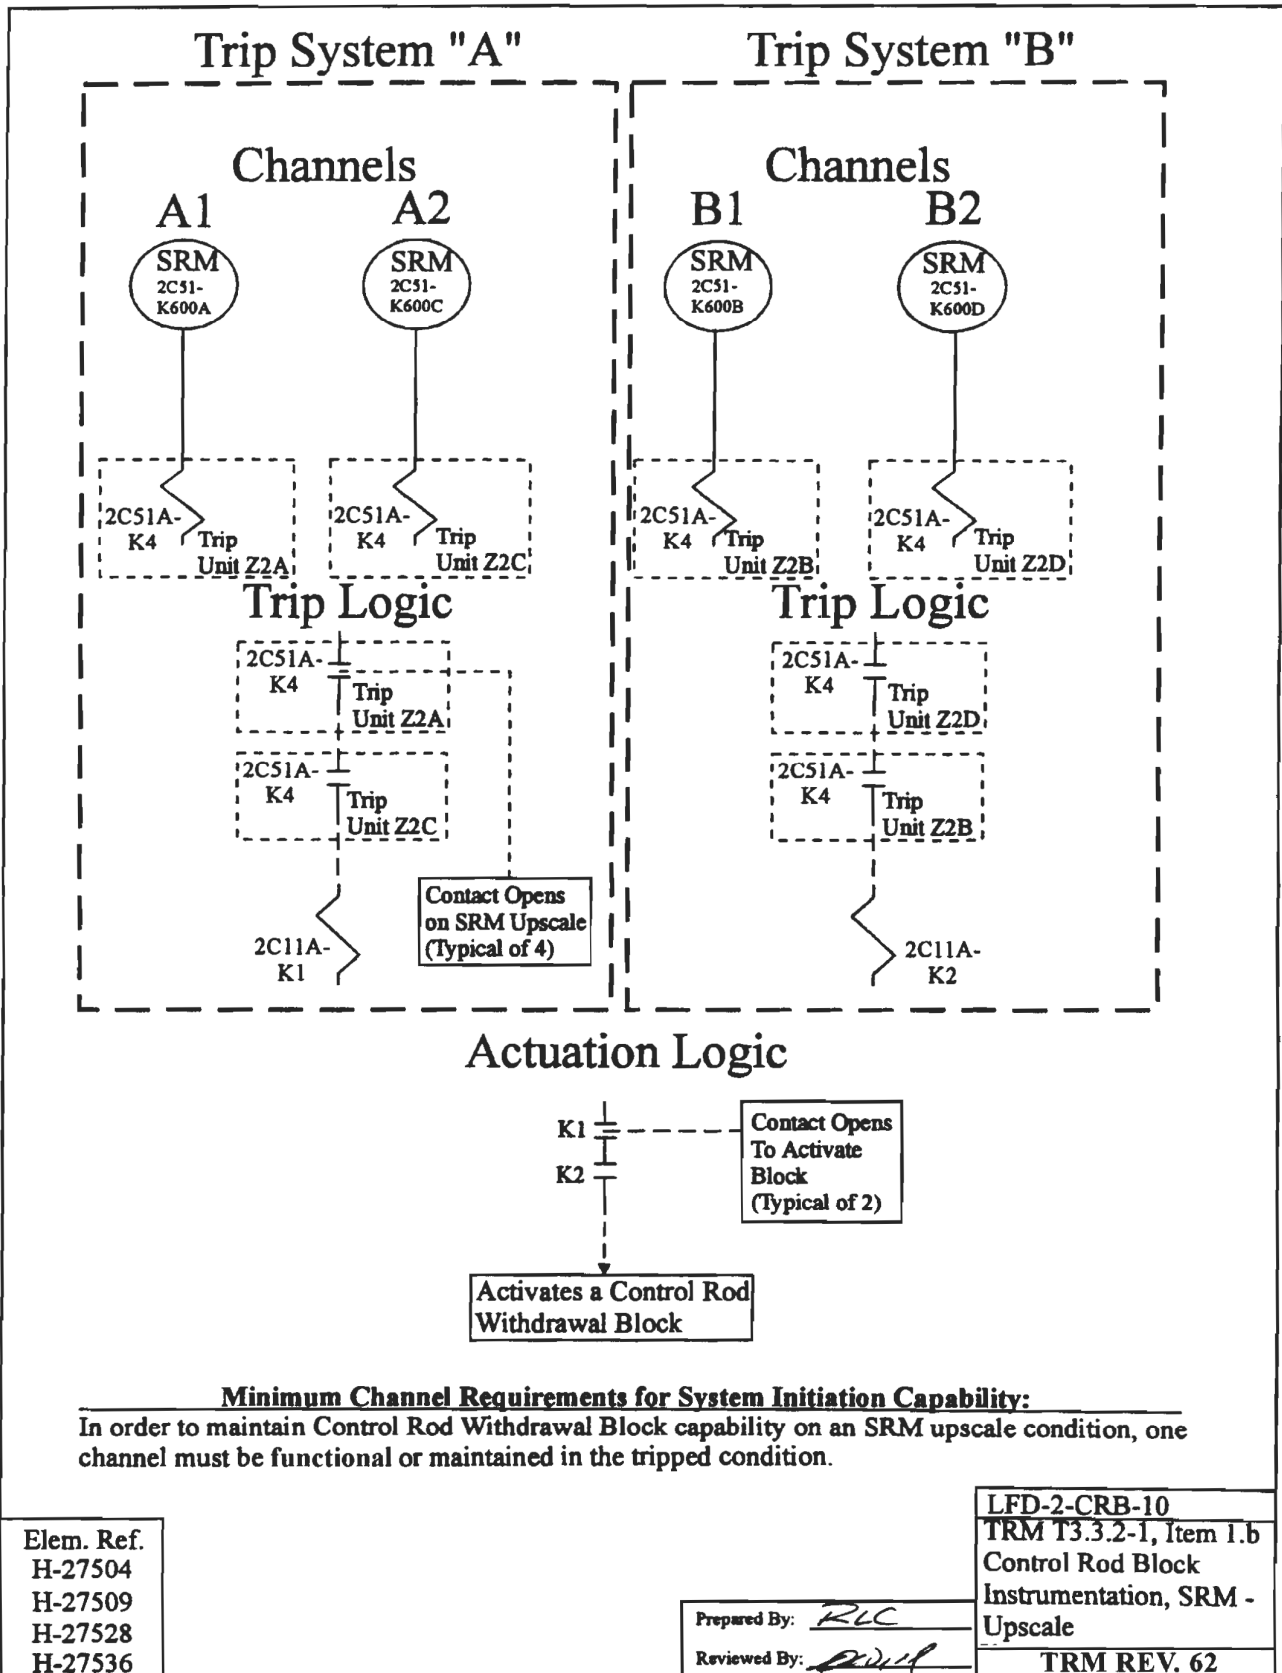 Trip System "A"
Trip System "B"
Channels
A1
A2
SRM
2C51-
K600A
SRM
2C51-
K600C
Channels
B1
B2
SRM
2C51-
K600B
SRM
2C51-
K600D
2C51A-
K4
Trip
Unit Z2A
2C51A-
K4
Trip
Unit Z2C
2C51A-
K4
Trip
Unit Z2B
2C51A-
K4
Trip
Unit Z2D
Trip Logic
2C51A-
K4
Trip
Unit Z2A
2C51A-
K4
Trip
Unit Z2C
2C11A-
K1
Contact Opens
on SRM Upscale
(Typical of 4)
Trip Logic
2C51A-
K4
Trip
Unit Z2D
2C51A-
K4
Trip
Unit Z2B
2C11A-
K2
Actuation Logic
K1
K2
Contact Opens
To Activate
Block
(Typical of 2)
Activates a Control Rod
Withdrawal Block
Minimum Channel Requirements for System Initiation Capability:
In order to maintain Control Rod Withdrawal Block capability on an SRM upscale condition, one
channel must be functional or maintained in the tripped condition.
Elem. Ref.
H-27504
H-27509
H-27528
H-27536
Prepared By: RLC
Reviewed By:
LFD-2-CRB-10
TRM T3.3.2-1, Item 1.b
Control Rod Block
Instrumentation, SRM -
Upscale
TRM REV. 62